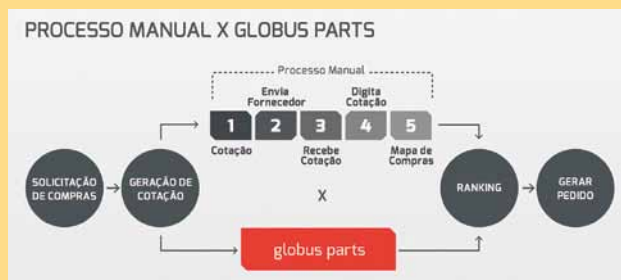 PROCESSO MANUAL X GLOBUS PARTS
Processo Manual
Envia
Fornecedor
Digita
Cotação
1 2 3 4 5
Cotação
Recebe
Cotação
Mapa de
Compras
SOLICITAÇÃO
DE COMPRAS
GERAÇÃO DE
COTAÇÃO
X
RANKING
GERAR
PEDIDO
globus parts